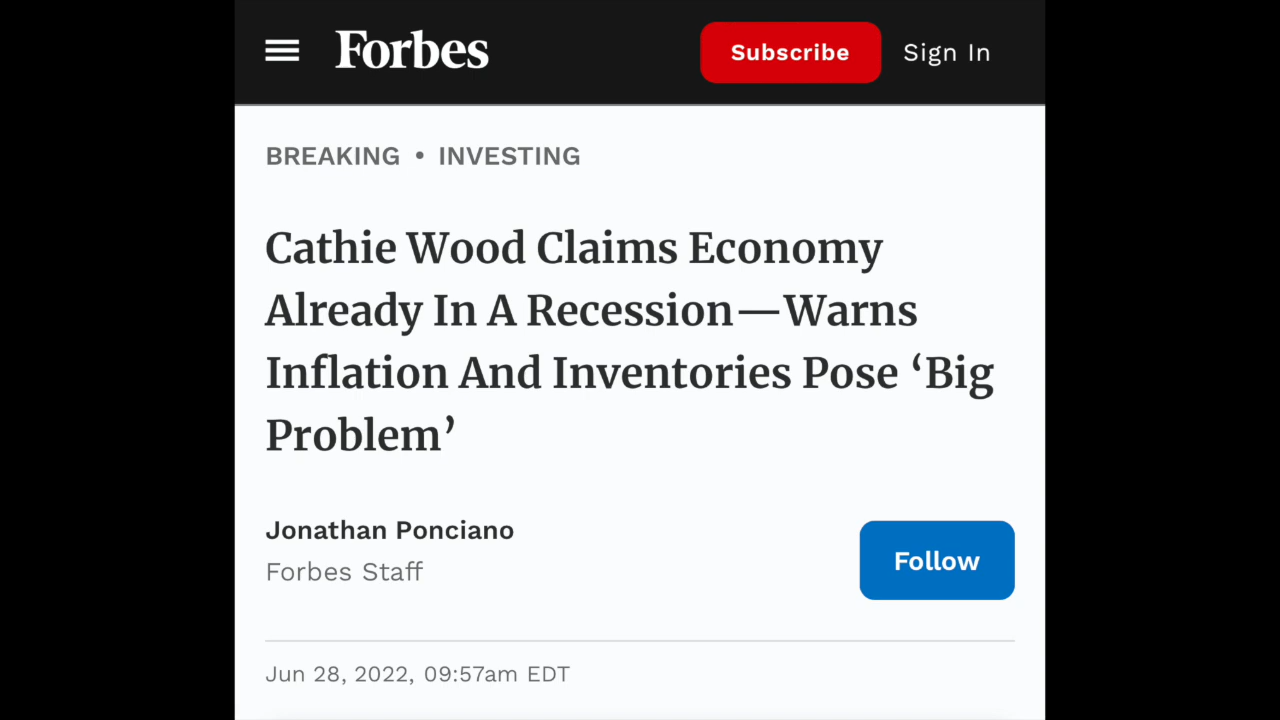 Forbes
Subscribe
Sign In
BREAKING • INVESTING
Cathie Wood Claims Economy
Already In A Recession—Warns
Inflation And Inventories Pose ‘Big
Problem’
Jonathan Ponciano
Forbes Staff
Follow
Jun 28, 2022, 09:57am EDT